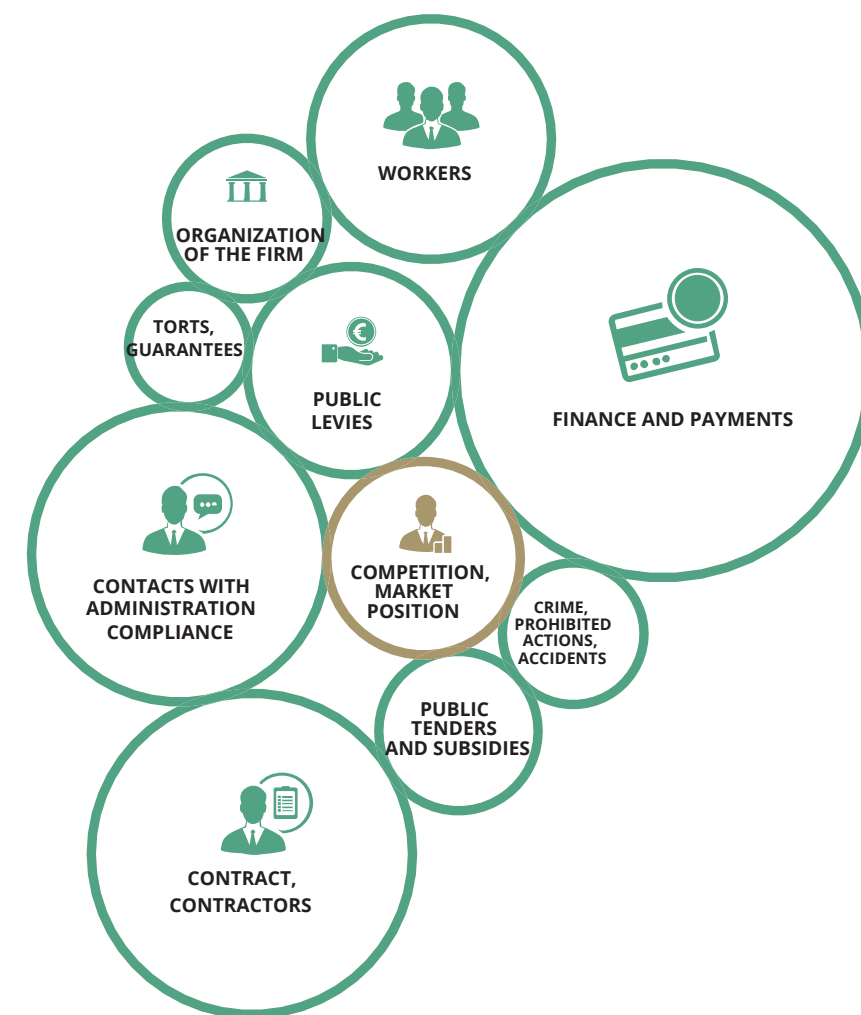 WORKERS
ORGANIZATION
OF THE FIRM
TORTS,
GUARANTEES
€
PUBLIC
LEVIES
FINANCE AND PAYMENTS
CONTACTS WITH
ADMINISTRATION
COMPLIANCE
COMPETITION,
MARKET
POSITION
CRIME,
PROHIBITED
ACTIONS,
ACCIDENTS
PUBLIC
TENDERS
AND SUBSIDIES
CONTRACT,
CONTRACTORS